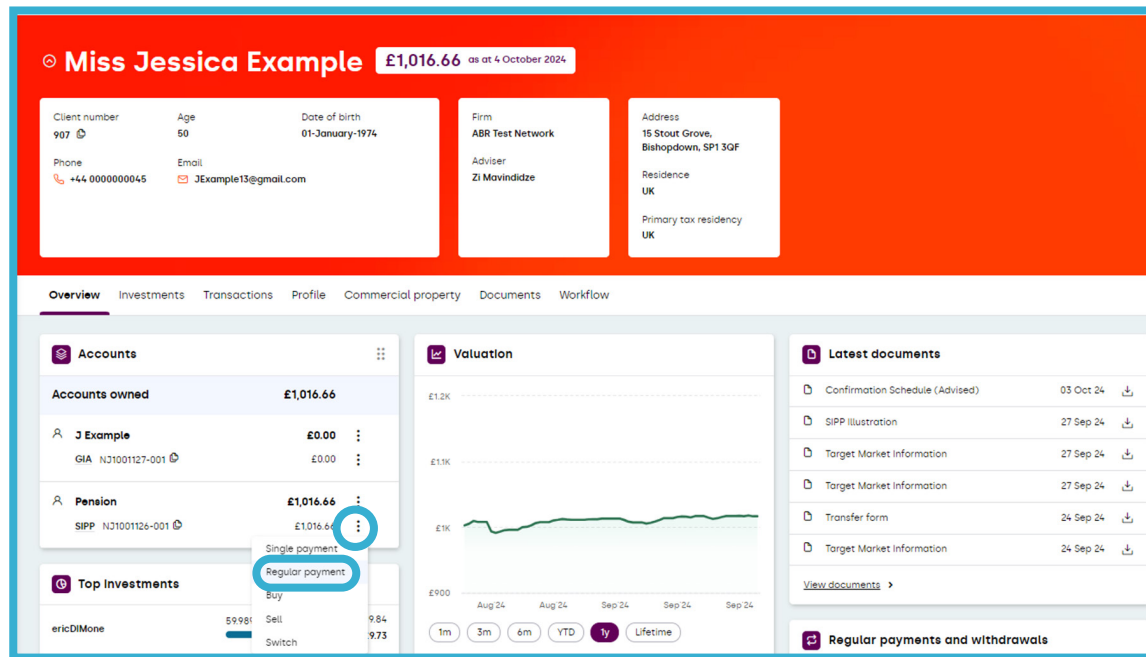 Miss Jessica Example £1,016.66 as at 4 October 2024
Client number Age Date of birth
907 50 01-January-1974
Phone Email
+44 0000000045 JExample13@gmail.com
Firm
ABR Test Network
Adviser
Zi Mavindidze
Address
15 Stout Grove,
Bishopdown, SP1 3QF
Residence
UK
Primary tax residency
UK
Overview Investments Transactions Profile Commercial property Documents Workflow
Accounts
Accounts owned £1,016.66
J Example £0.00
GIA NJ1001127-001 £0.00
Pension £1,016.66
SIPP NJ1001126-001 £1,016.66
Single payment
Regular payment
Buy
Sell
Switch
Top Investments
ericDIMone 59.98 9.84
9.73
Valuation
£1.2K
£1.1K
£1K
£900
Aug'24 Aug'24 Sep'24 Sep'24 Sep'24
1m 3m 6m YTD 1y Lifetime
Latest documents
Confirmation Schedule (Advised) 03 Oct 24
SIPP Illustration 27 Sep 24
Target Market Information 27 Sep 24
Target Market Information 27 Sep 24
Transfer form 24 Sep 24
Target Market Information 24 Sep 24
View documents
Regular payments and withdrawals